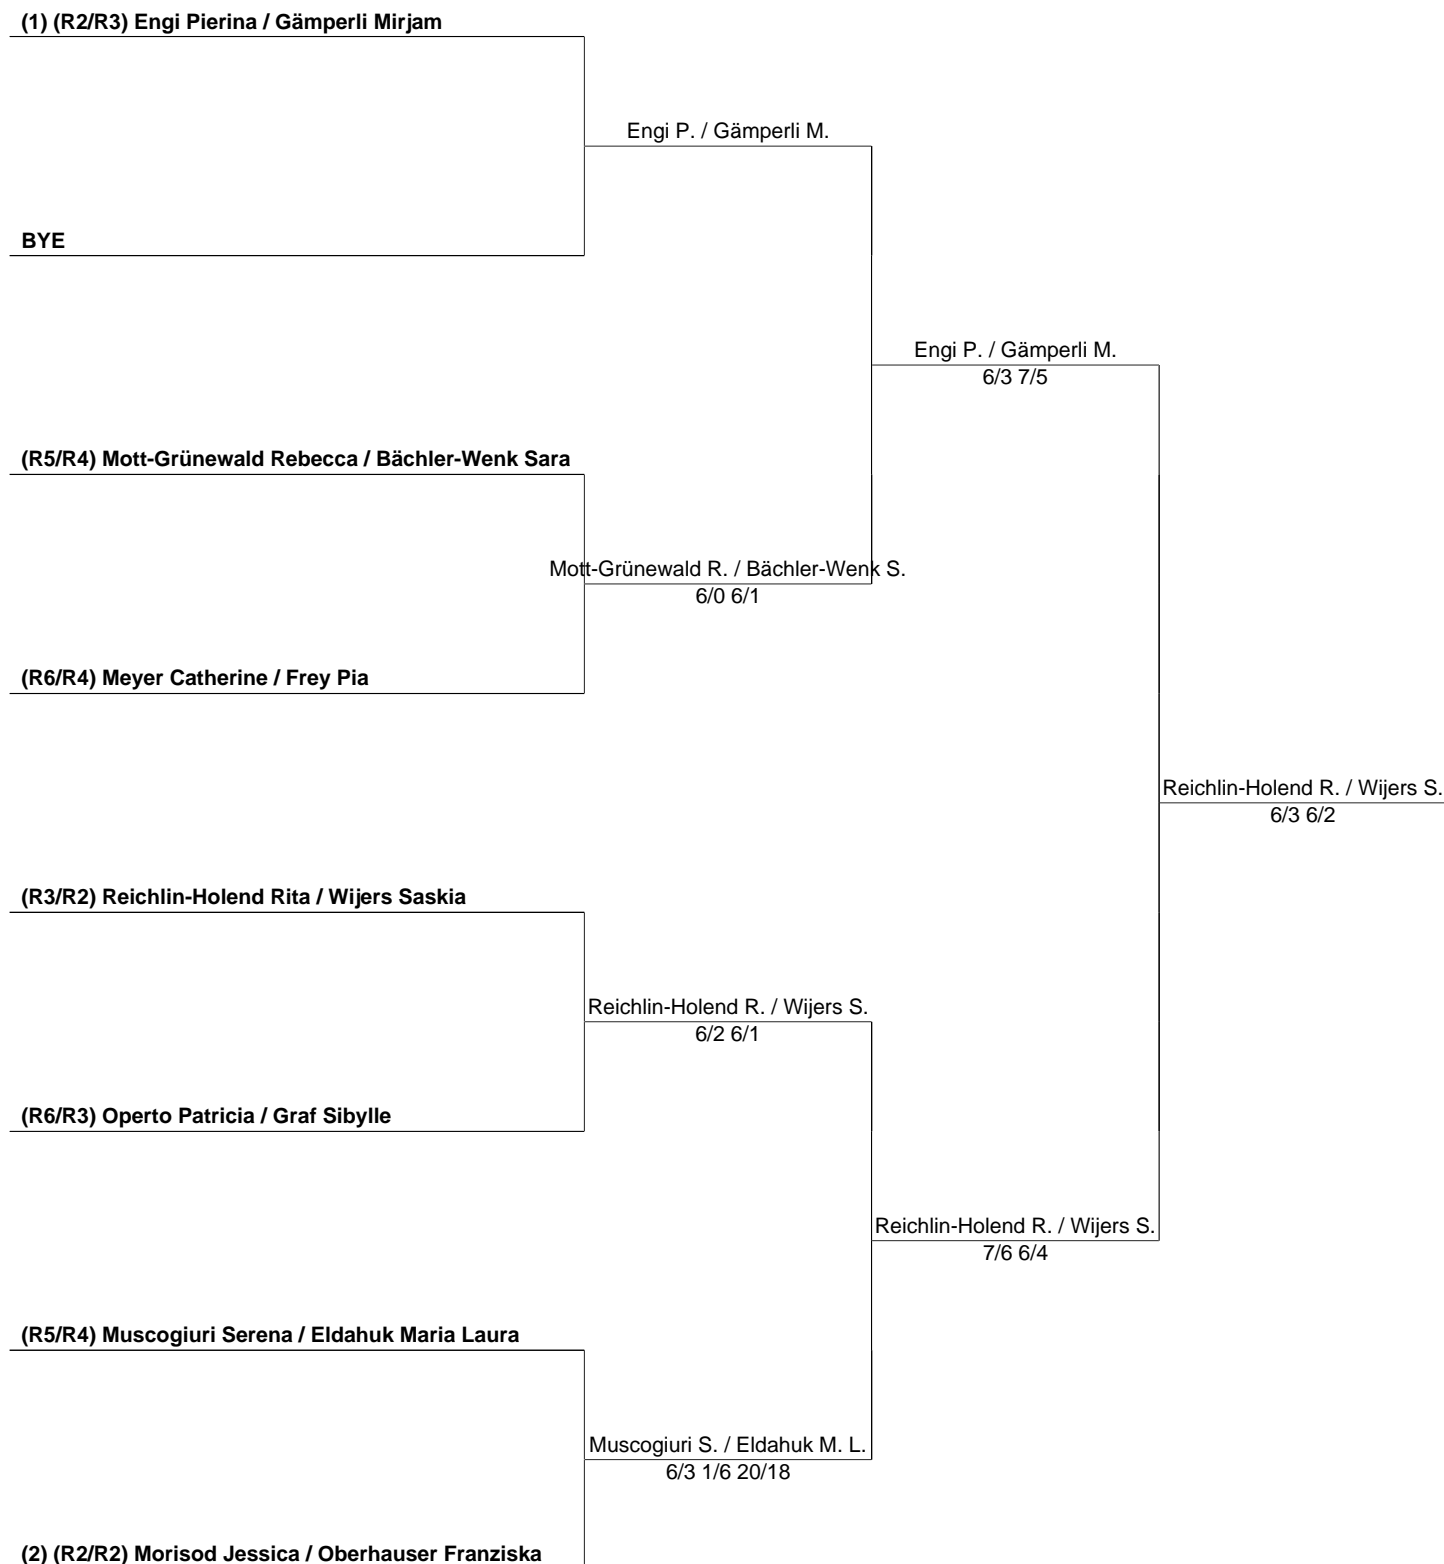 (1) (R2/R3) Engi Pierina / Gämperli Mirjam
Engi P. / Gämperli M.
BYE
Engi P. / Gämperli M.
6/3 7/5
(R5/R4) Mott-Grünewald Rebecca / Bächler-Wenk Sara
Mott-Grünewald R. / Bächler-Wenk S.
6/0 6/1
(R6/R4) Meyer Catherine / Frey Pia
Reichlin-Holend R. / Wijers S.
6/3 6/2
(R3/R2) Reichlin-Holend Rita / Wijers Saskia
Reichlin-Holend R. / Wijers S.
6/2 6/1
(R6/R3) Operto Patricia / Graf Sibylle
Reichlin-Holend R. / Wijers S.
7/6 6/4
(R5/R4) Muscogiuri Serena / Eldahuk Maria Laura
Muscogiuri S. / Eldahuk M. L.
6/3 1/6 20/18
(2) (R2/R2) Morisod Jessica / Oberhauser Franziska